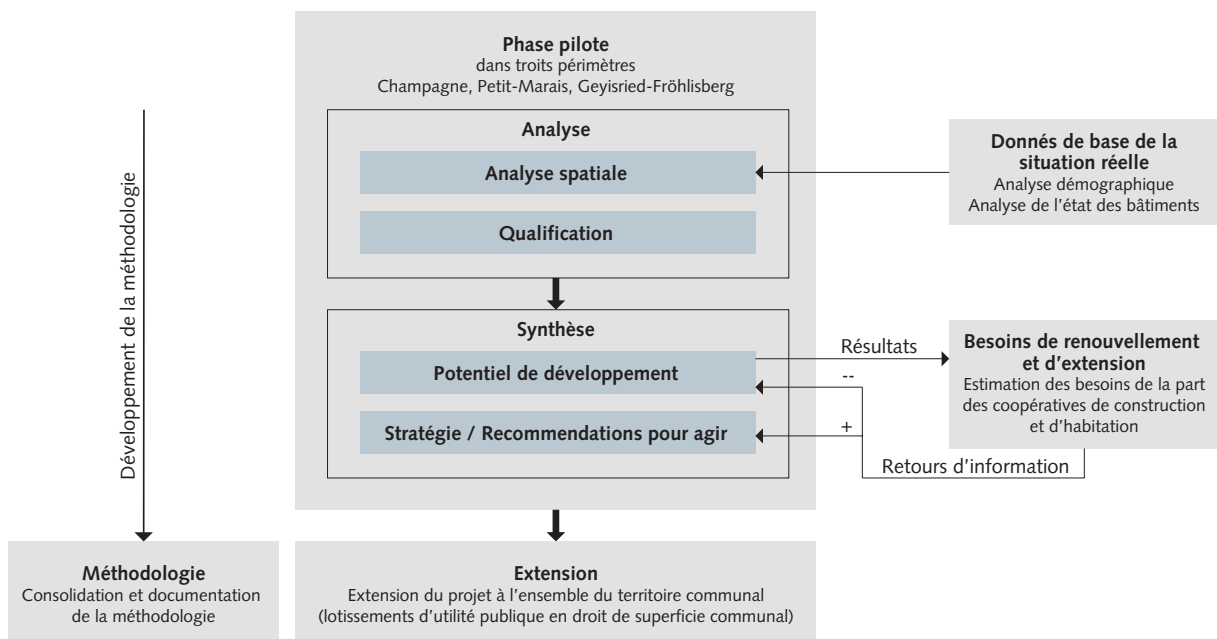 Phase pilote
dans troits périmètres
Champagne, Petit-Marais, Geyisried-Fröhlisberg
Analyse
Analyse spatiale
Qualification
Donnés de base de la
situation réelle
Analyse démographique
Analyse de l'état des bâtiments
Développement de la méthodologie
Synthèse
Potentiel de développement
Stratégie / Recommendations pour agir
Résultats
--
+
Retours d'information
Besoins de renouvellement
et d'extension
Estimation des besoins de la part
des coopératives de construction
et d'habitation
Méthodologie
Consolidation et documentation
de la méthodologie
Extension
Extension du projet à l'ensemble du territoire communal
(lotissements d'utilité publique en droit de superficie communal)